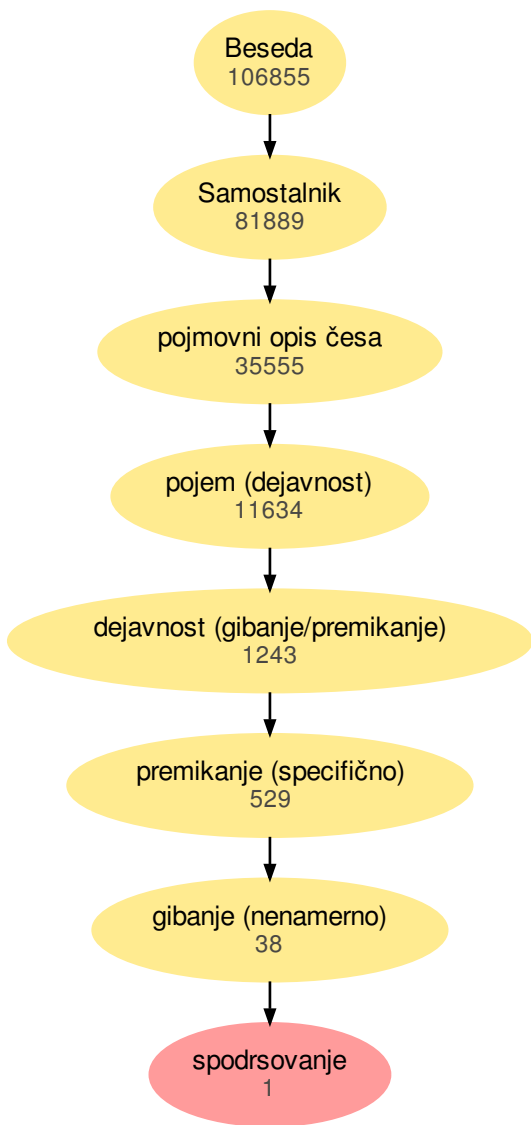 Beseda
106855
Samostalnik
81889
pojmovni opis česa
35555
pojem (dejavnost)
11634
dejavnost (gibanje/premikanje)
1243
premikanje (specifično)
529
gibanje (nenamerno)
38
spodrsovanje
1